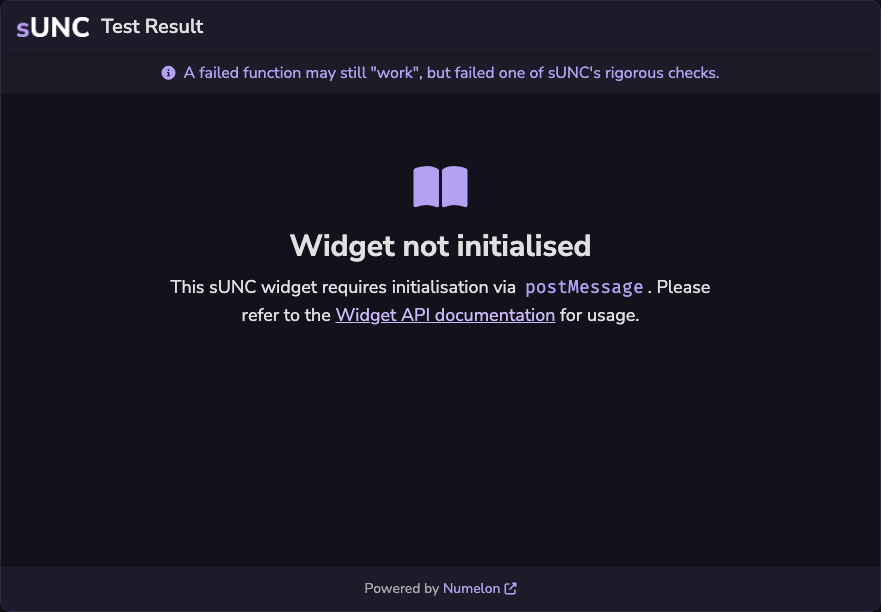 sUNC Test Result
A failed function may still "work", but failed one of sUNC's rigorous checks.
Widget not initialised
This sUNC widget requires initialisation via postMessage. Please
refer to the Widget API documentation for usage.
Powered by Numelon